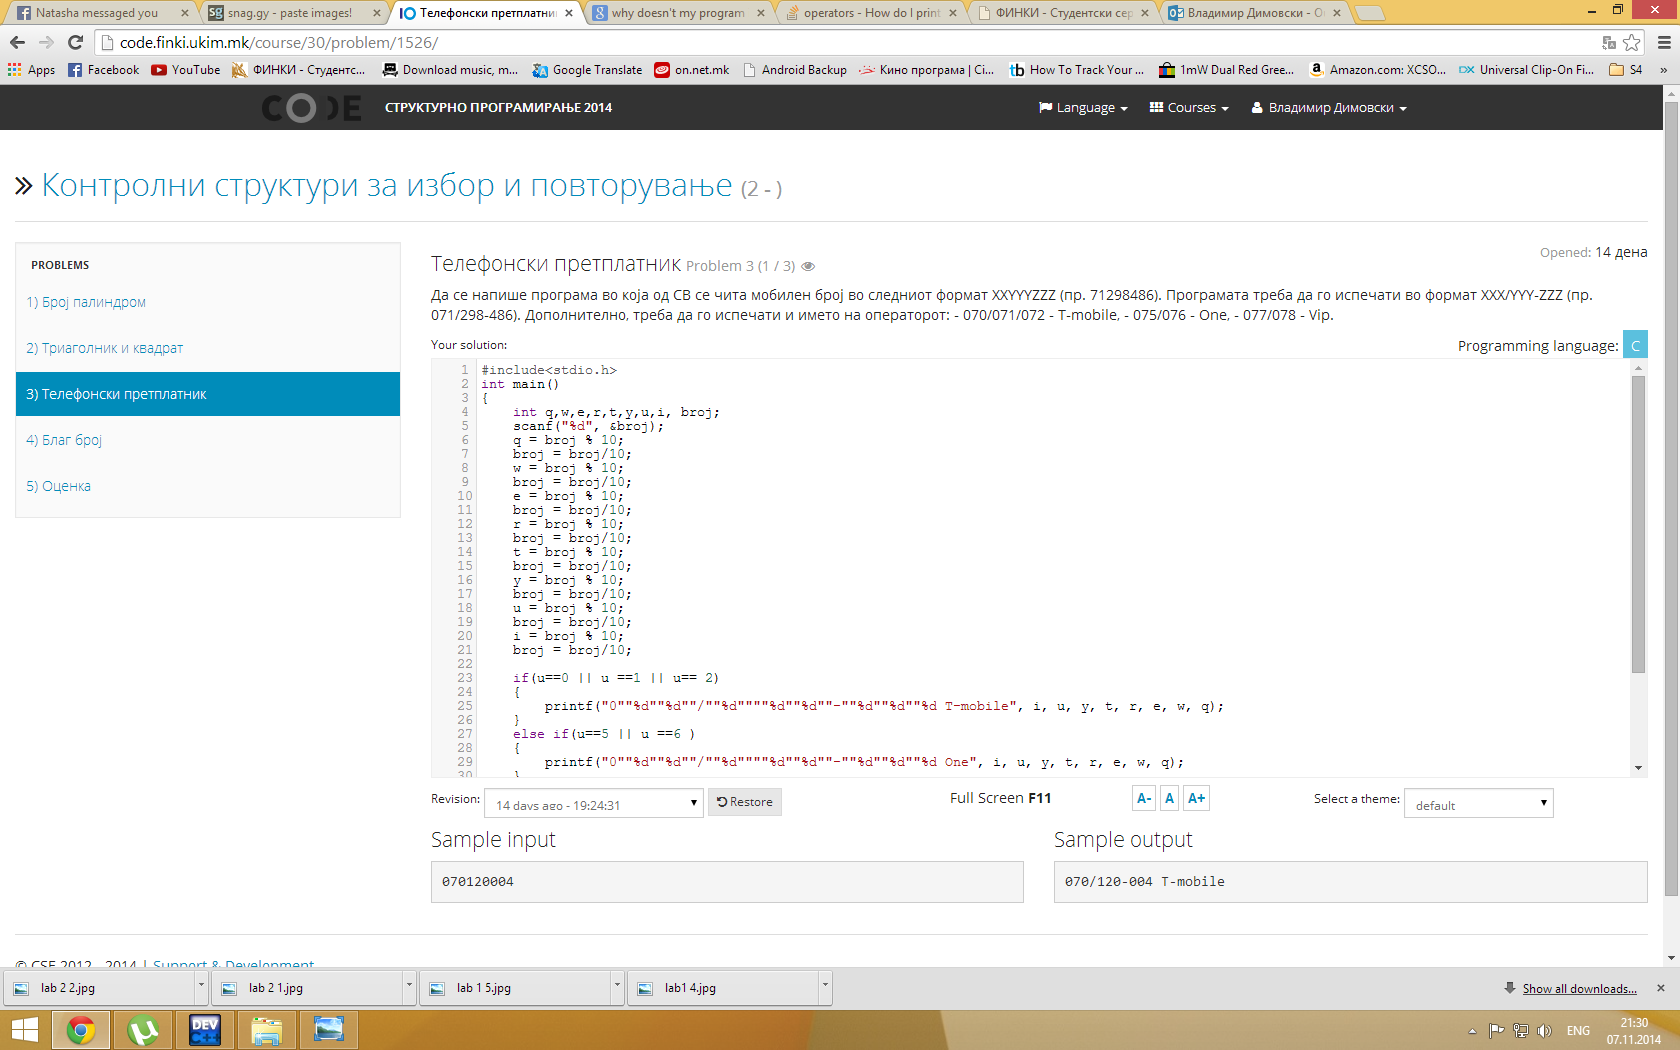 Natasha messaged you
snag.gy - paste images!
Телефонски претплатни
why doesn't my program
operators - How do I print
ФИНКИ - Студентски сер
Владимир Димовски - Ou
code.finki.ukim.mk/course/30/problem/1526/
Apps
Facebook
YouTube
ФИНКИ - Студентс...
Download music, m...
Google Translate
on.net.mk
Android Backup
Кино програма | Ci...
How To Track Your ...
1mW Dual Red Gree...
Amazon.com: XCSO...
Universal Clip-On Fi...
S4
»
CODE
СТРУКТУРНО ПРОГРАМИРАЊЕ 2014
Language
Courses
Владимир Димовски
Контролни структури за избор и повторување (2 - )
PROBLEMS
1) Број палиндром
2) Триаголник и квадрат
3) Телефонски претплатник
4) Благ број
5) Оценка
Opened: 14 дена
Телефонски претплатник Problem 3 (1 / 3)
Да се напише програма во која од СВ се чита мобилен број во следниот формат XXYYYZZZ (пр. 71298486). Програмата треба да го испечати во формат XXX/YYY-ZZZ (пр.
071/298-486). Дополнително, треба да го испечати и името на операторот: - 070/071/072 - T-mobile, - 075/076 - One, - 077/078 - Vip.
Your solution:
Programming language: C
1 #include<stdio.h>
2 int main()
3 {
4 int q,w,e,r,t,y,u,i, broj;
5 scanf("%d", &broj);
6 q = broj % 10;
7 broj = broj/10;
8 w = broj % 10;
9 broj = broj/10;
10 e = broj % 10;
11 broj = broj/10;
12 r = broj % 10;
13 broj = broj/10;
14 t = broj % 10;
15 broj = broj/10;
16 y = broj % 10;
17 broj = broj/10;
18 u = broj % 10;
19 broj = broj/10;
20 i = broj % 10;
21 broj = broj/10;
22
23 if(u==0 || u ==1 || u== 2)
24 {
25 printf("0""%d""%d""/""%d""""%d""%d""-""%d""%d""%d T-mobile", i, u, y, t, r, e, w, q);
26 }
27 else if(u==5 || u ==6 )
28 {
29 printf("0""%d""%d""/""%d""""%d""%d""-""%d""%d""%d One", i, u, y, t, r, e, w, q);
30 }
Revision: 14 days ago - 19:24:31 Restore
Full Screen F11
A- A A+
Select a theme: default
Sample input
070120004
Sample output
070/120-004 T-mobile
© CSE 2012 - 2014 | Support & Development
lab 2 2.jpg
lab 2 1.jpg
lab 1 5.jpg
lab1 4.jpg
Show all downloads...
DEV
C++
ENG
21:30
07.11.2014